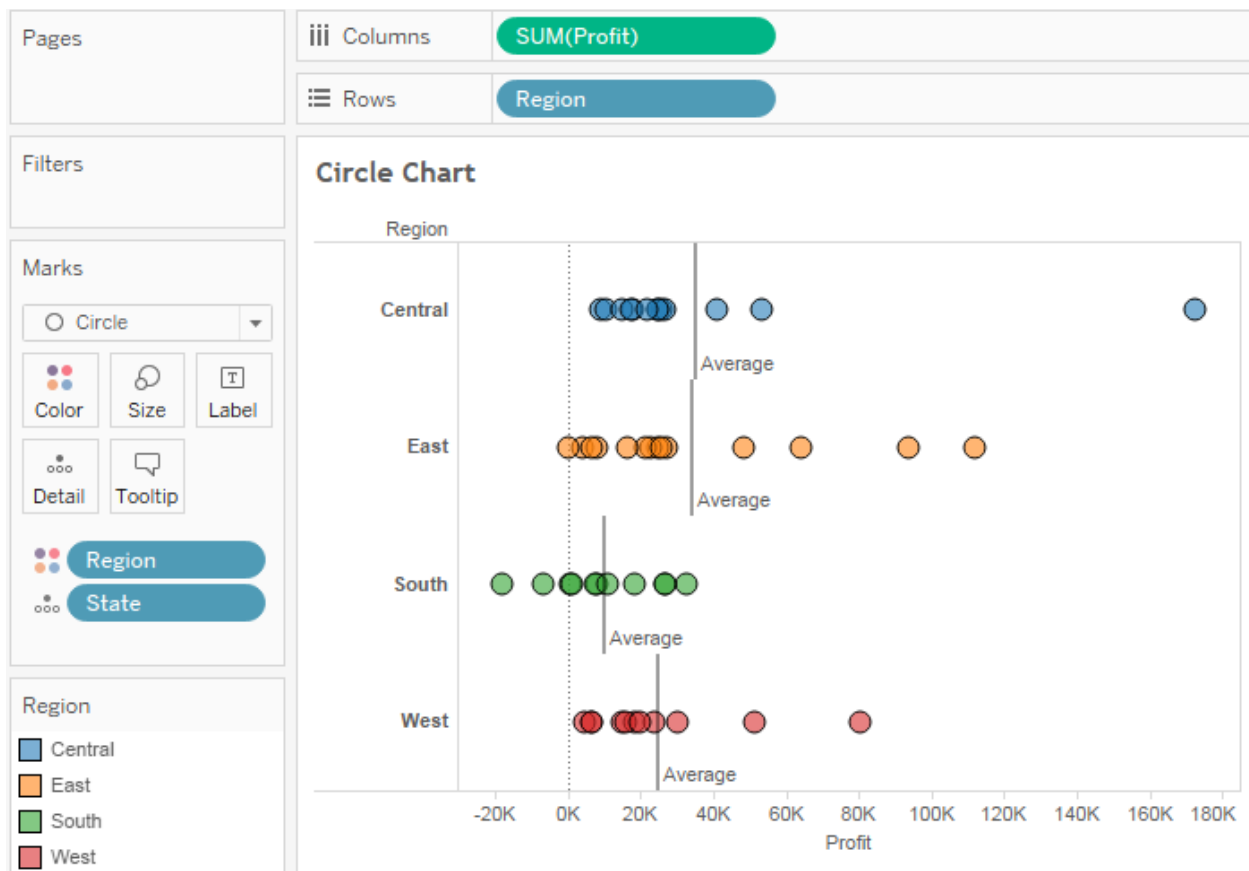 Pages
Columns
SUM(Profit)
Rows
Region
Filters
Marks
Circle
Color
Size
T
Label
Detail
Tooltip
Region
State
Region
Central
East
South
West
Circle Chart
Region
Central
Average
East
Average
South
Average
West
Average
-20K 0K 20K 40K 60K 80K 100K 120K 140K 160K 180K
Profit